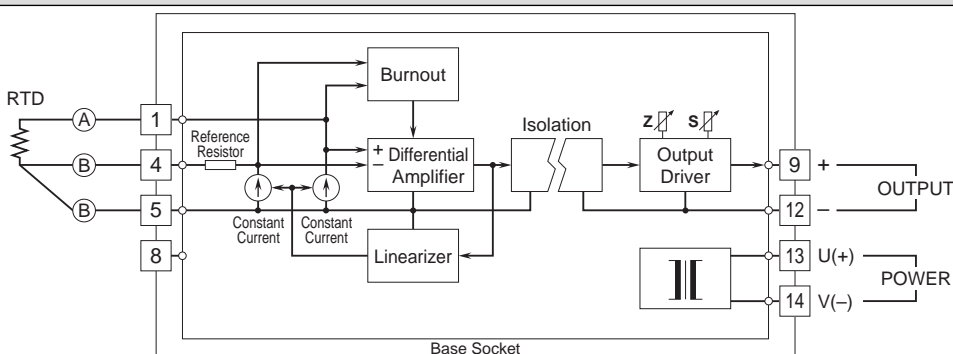 RTD
A
1
Reference
Resistor
B
4
B
5
8
Burnout
+
−
Differential
Amplifier
Constant
Current
Constant
Current
Linearizer
Isolation
Z
S
Output
Driver
9
+
OUTPUT
12
−
13
U(+)
POWER
14
V(−)
Base Socket